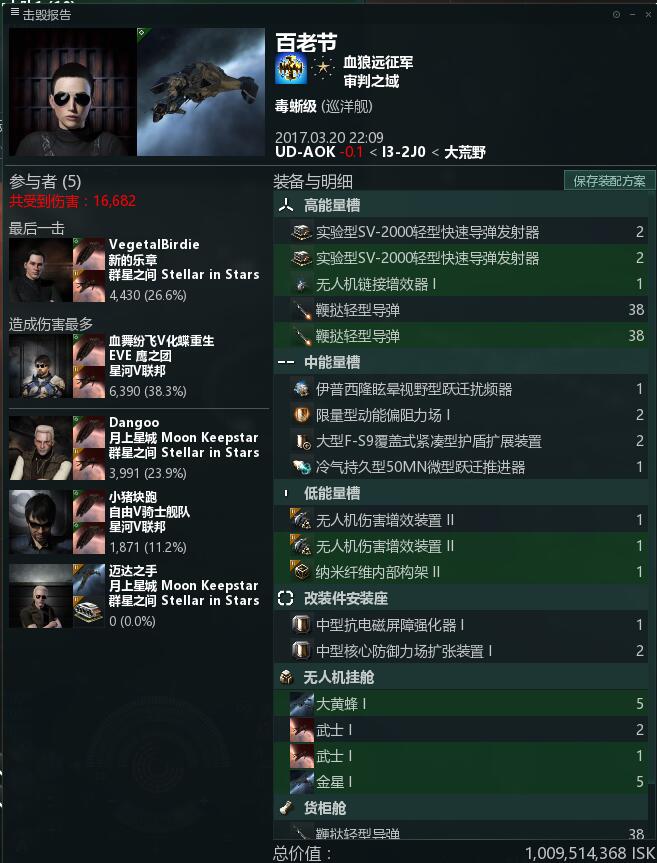 击毁报告
百老节
血狼远征军
审判之域
毒蜥级 (巡洋舰)
2017.03.20 22:09
UD-AOK -0.1 < I3-2J0 < 大荒野
参与者 (5)
共受到伤害：16,682
最后一击
VegetalBirdie
新的乐章
群星之间 Stellar in Stars
4,430 (26.6%)
造成伤害最多
血舞纷飞V化蝶重生
EVE 鹰之团
星河V联邦
6,390 (38.3%)
Dangoo
月上星城 Moon Keepstar
群星之间 Stellar in Stars
3,991 (23.9%)
小猪块跑
自由V骑士舰队
星河V联邦
1,871 (11.2%)
迈达之手
月上星城 Moon Keepstar
群星之间 Stellar in Stars
0 (0.0%)
装备与明细
保存装配方案
高能量槽
实验型SV-2000轻型快速导弹发射器 2
实验型SV-2000轻型快速导弹发射器 2
无人机链接增效器 I 1
鞭挞轻型导弹 38
鞭挞轻型导弹 38
中能量槽
伊普西隆眩晕视野型跃迁扰频器 1
限量型动能偏阻力场 I 2
大型F-S9覆盖式紧凑型护盾扩展装置 2
冷气持久型50MN微型跃迁推进器 1
低能量槽
无人机伤害增效装置 II 1
无人机伤害增效装置 II 1
纳米纤维内部构架 II 1
改装件安装座
中型抗电磁屏障强化器 I 1
中型核心防御力场扩张装置 I 2
无人机挂舱
大黄蜂 I 5
武士 I 2
武士 I 1
金星 I 5
货柜舱
鞭挞轻型导弹 38
总价值： 1,009,514,368 ISK